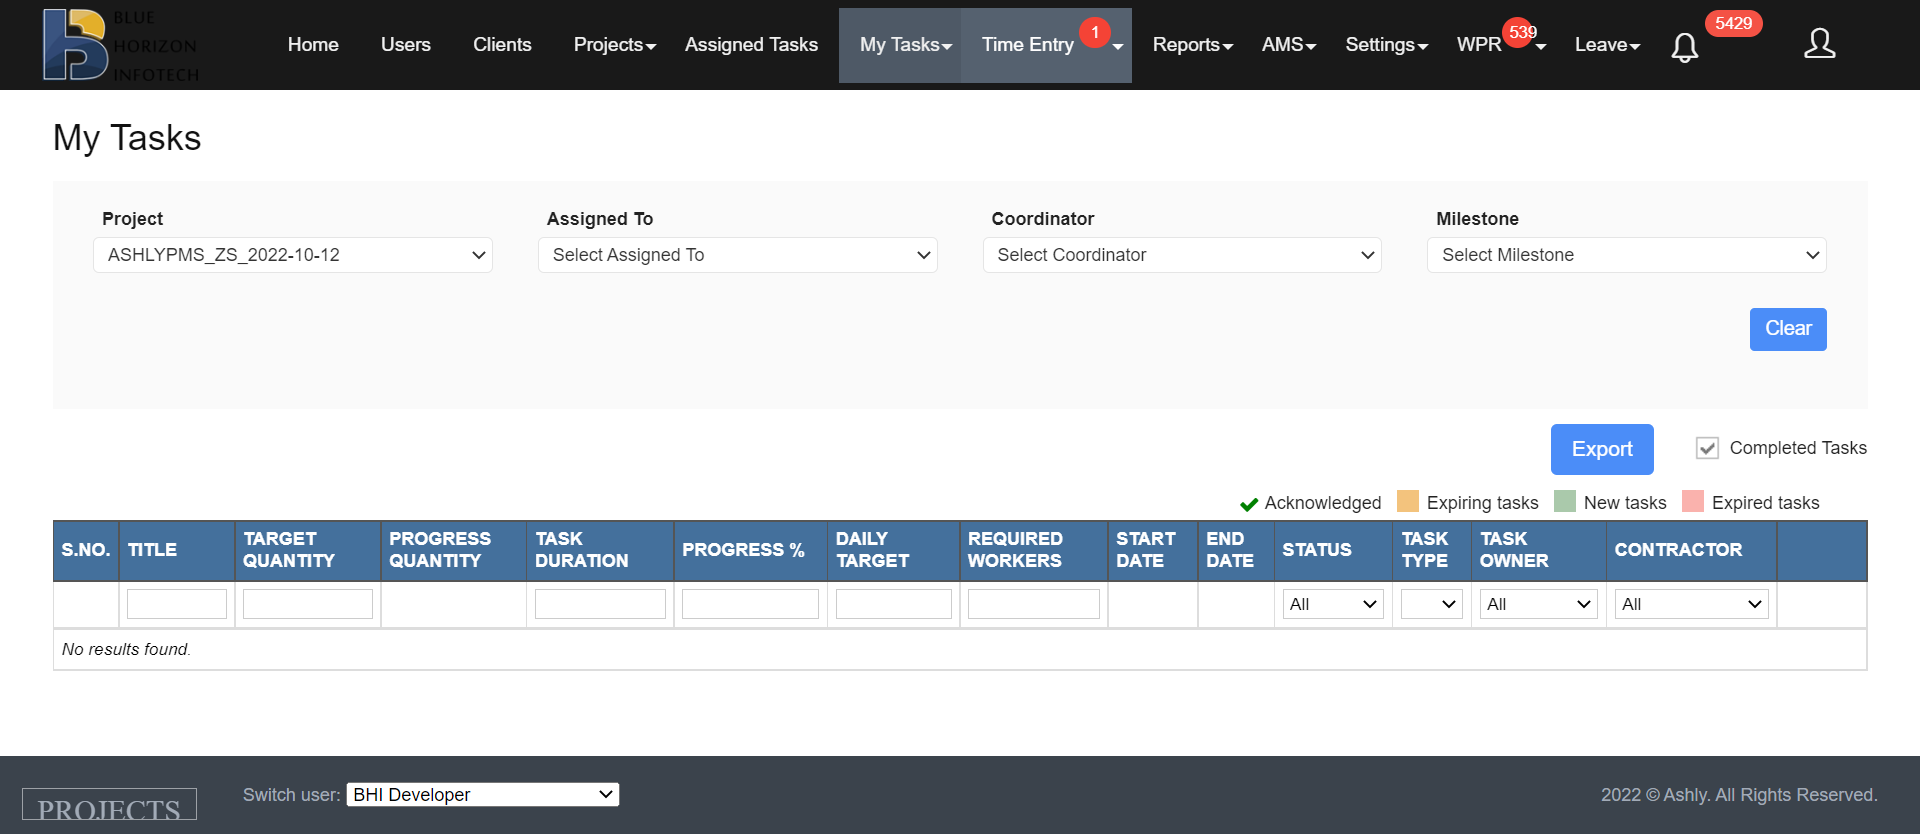 BLUE
HORIZON
INFOTECH
Home Users Clients Projects Assigned Tasks My Tasks Time Entry 1 Reports AMS Settings WPR 539 Leave 5429
My Tasks
Project Assigned To Coordinator Milestone
ASHLYPMS_ZS_2022-10-12 Select Assigned To Select Coordinator Select Milestone
Clear
Export Completed Tasks
Acknowledged Expiring tasks New tasks Expired tasks
S.NO. TITLE TARGET QUANTITY PROGRESS QUANTITY TASK DURATION PROGRESS % DAILY TARGET REQUIRED WORKERS START DATE END DATE STATUS TASK TYPE TASK OWNER CONTRACTOR
All All All
No results found.
PROJECTS Switch user: BHI Developer 2022 © Ashly. All Rights Reserved.